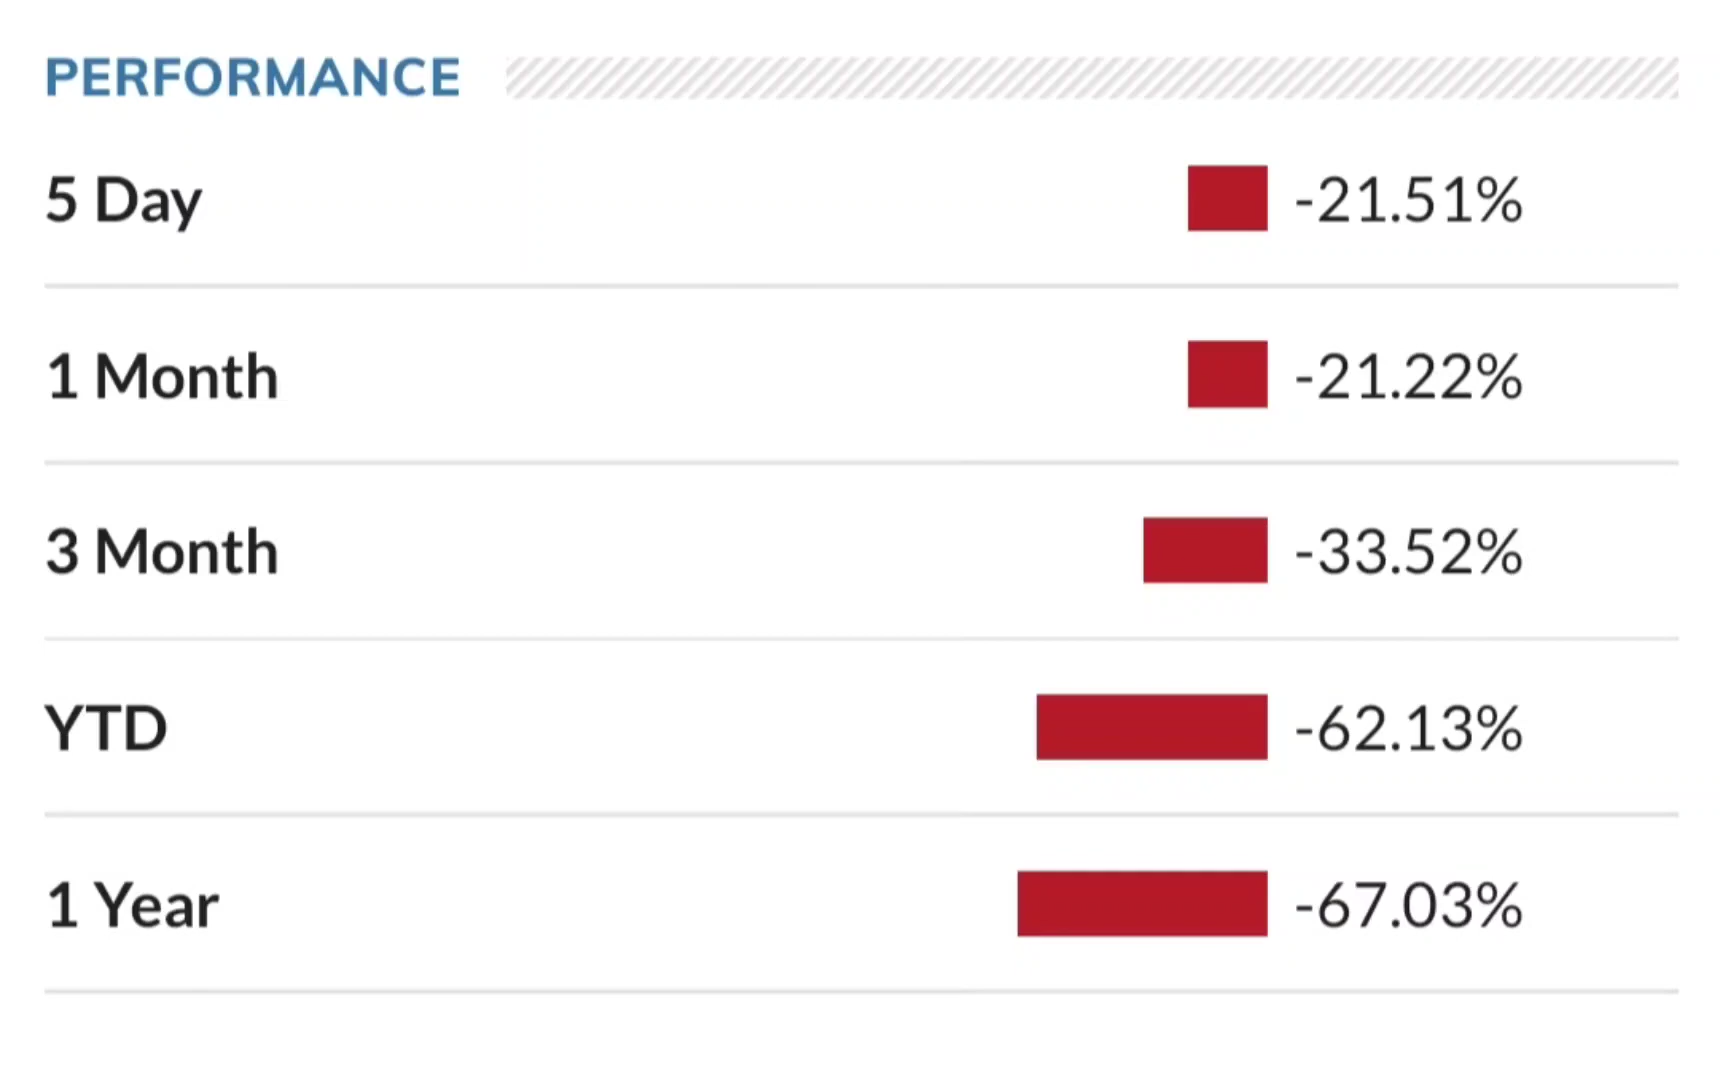 PERFORMANCE
5 Day -21.51%
1 Month -21.22%
3 Month -33.52%
YTD -62.13%
1 Year -67.03%